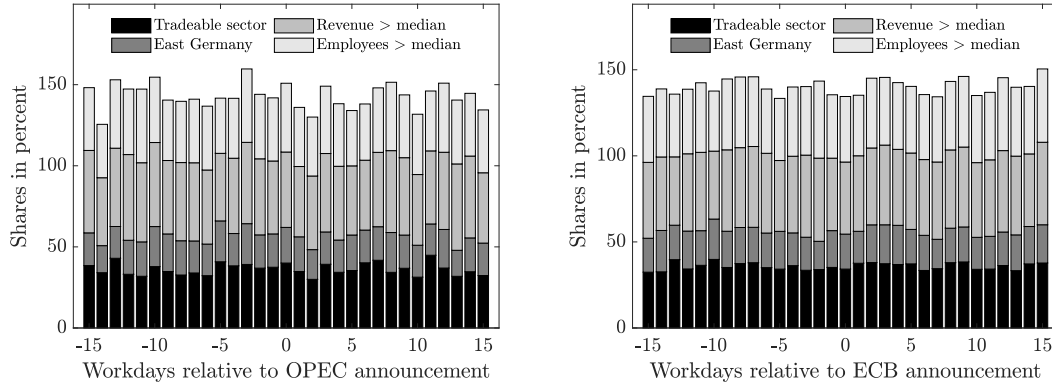 Tradeable sector
Revenue > median
East Germany
Employees > median
Shares in percent
150
100
50
0
-15
-10
-5
0
5
10
15
Workdays relative to OPEC announcement
Tradeable sector
Revenue > median
East Germany
Employees > median
Shares in percent
150
100
50
0
-15
-10
-5
0
5
10
15
Workdays relative to ECB announcement